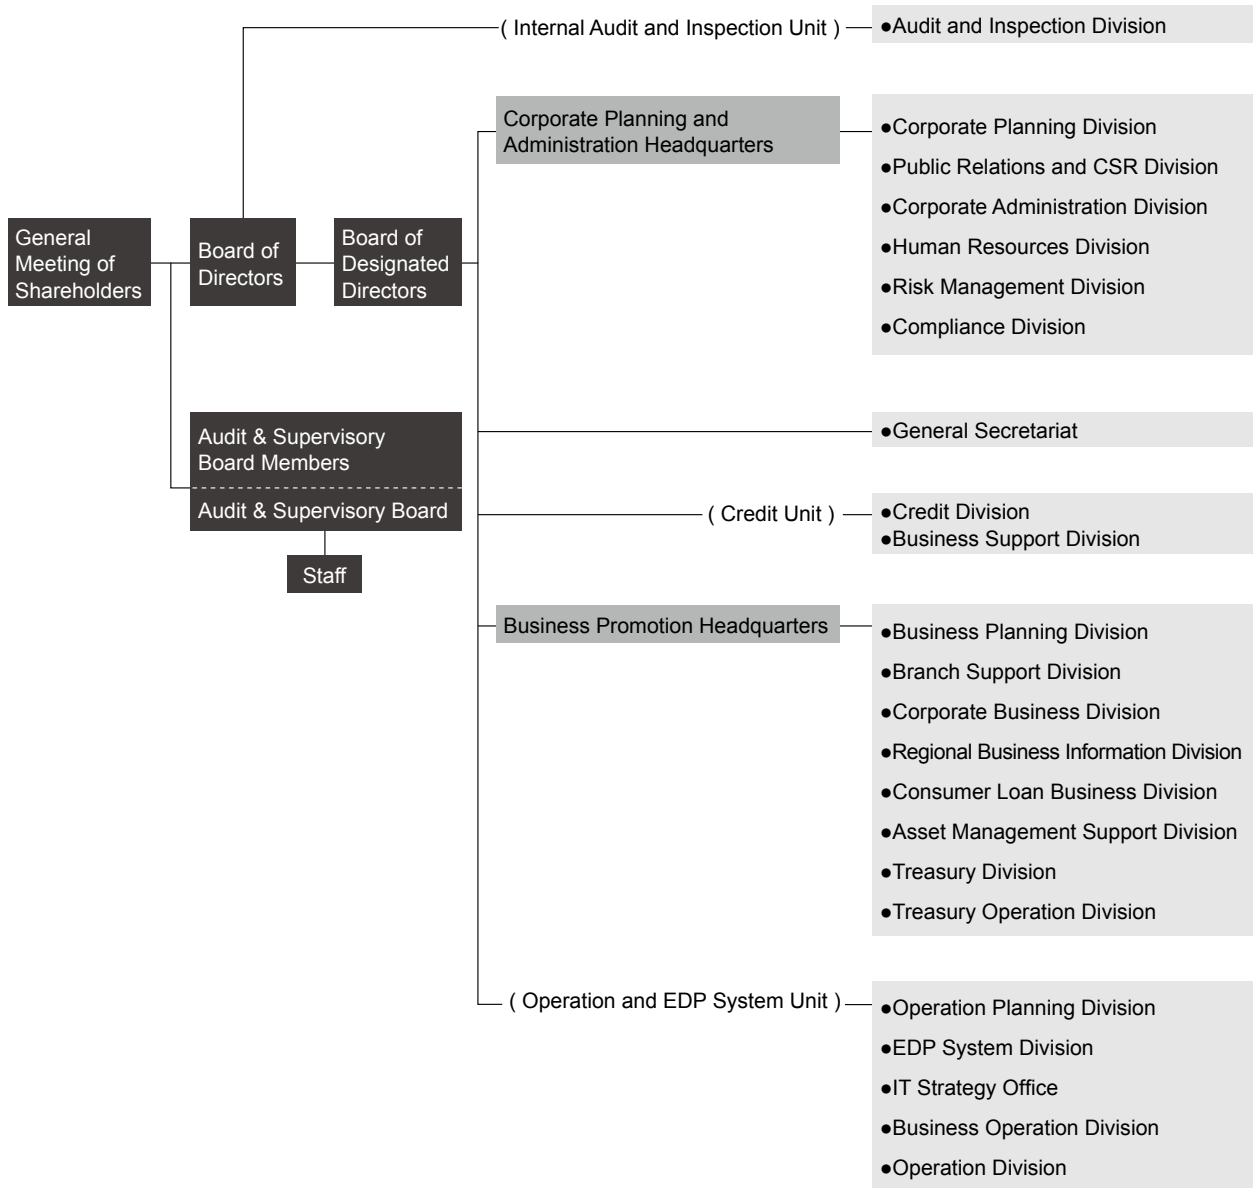 ( Internal Audit and Inspection Unit )
●Audit and Inspection Division
General
Meeting of
Shareholders
Board of
Directors
Board of
Designated
Directors
Audit & Supervisory
Board Members
Audit & Supervisory Board
Staff
Corporate Planning and
Administration Headquarters
●Corporate Planning Division
●Public Relations and CSR Division
●Corporate Administration Division
●Human Resources Division
●Risk Management Division
●Compliance Division
●General Secretariat
( Credit Unit )
●Credit Division
●Business Support Division
Business Promotion Headquarters
●Business Planning Division
●Branch Support Division
●Corporate Business Division
●Regional Business Information Division
●Consumer Loan Business Division
●Asset Management Support Division
●Treasury Division
●Treasury Operation Division
( Operation and EDP System Unit )
●Operation Planning Division
●EDP System Division
●IT Strategy Office
●Business Operation Division
●Operation Division